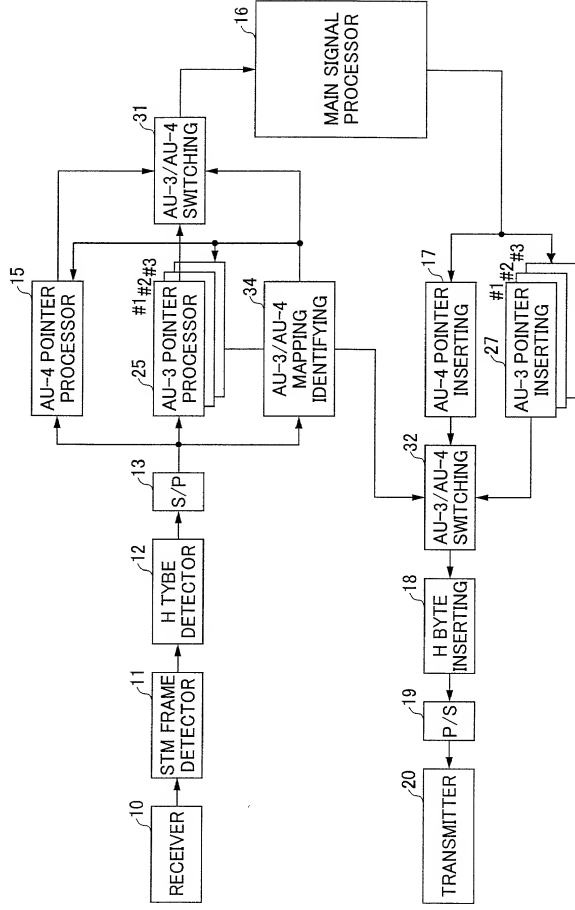 10
RECEIVER
11
STM FRAME
DETECTOR
12
H TYBE
DETECTOR
13
S/P
15
AU-4 POINTER
PROCESSOR
#1
#2
#3
25
AU-3 POINTER
PROCESSOR
34
AU-3/AU-4
MAPPING
IDENTIFYING
31
AU-3/AU-4
SWITCHING
16
MAIN SIGNAL
PROCESSOR
17
AU-4 POINTER
INSERTING
#1
#2
#3
27
AU-3 POINTER
INSERTING
32
AU-3/AU-4
SWITCHING
18
H BYTE
INSERTING
19
P/S
20
TRANSMITTER